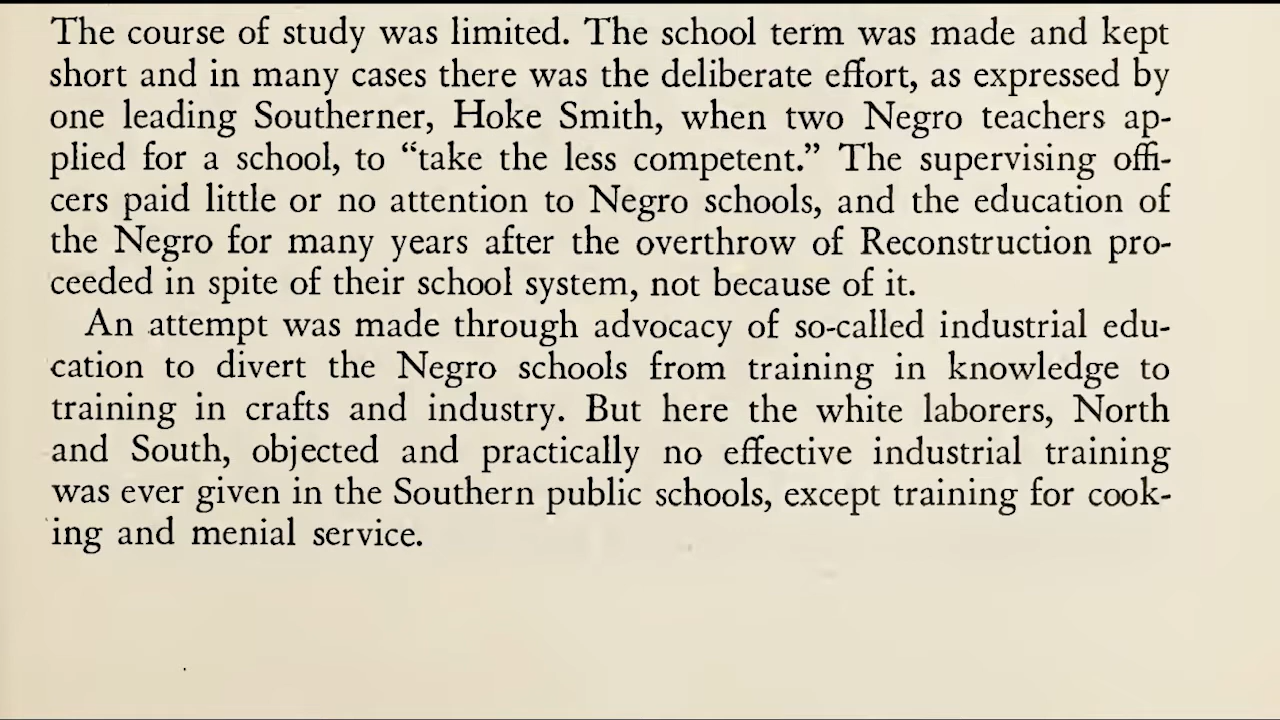 The course of study was limited. The school term was made and kept
short and in many cases there was the deliberate effort, as expressed by
one leading Southerner, Hoke Smith, when two Negro teachers ap-
plied for a school, to “take the less competent.” The supervising offi-
cers paid little or no attention to Negro schools, and the education of
the Negro for many years after the overthrow of Reconstruction pro-
ceeded in spite of their school system, not because of it.
An attempt was made through advocacy of so-called industrial edu-
cation to divert the Negro schools from training in knowledge to
training in crafts and industry. But here the white laborers, North
and South, objected and practically no effective industrial training
was ever given in the Southern public schools, except training for cook-
ing and menial service.